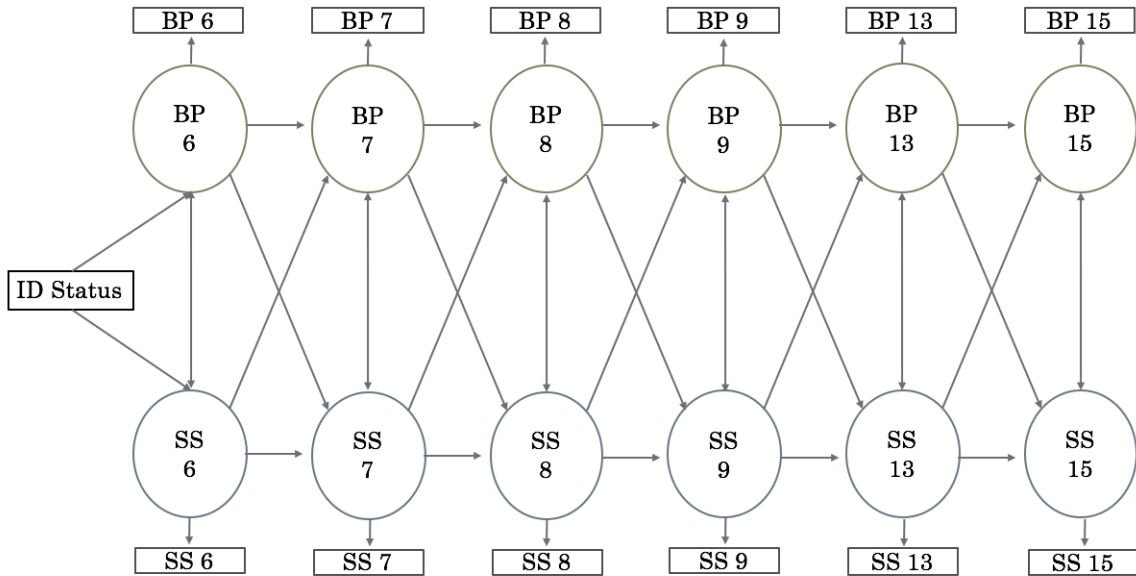 BP 6 BP 7 BP 8 BP 9 BP 13 BP 15
BP BP BP BP BP BP
6 7 8 9 13 15
ID Status
SS SS SS SS SS SS
6 7 8 9 13 15
SS 6 SS 7 SS 8 SS 9 SS 13 SS 15